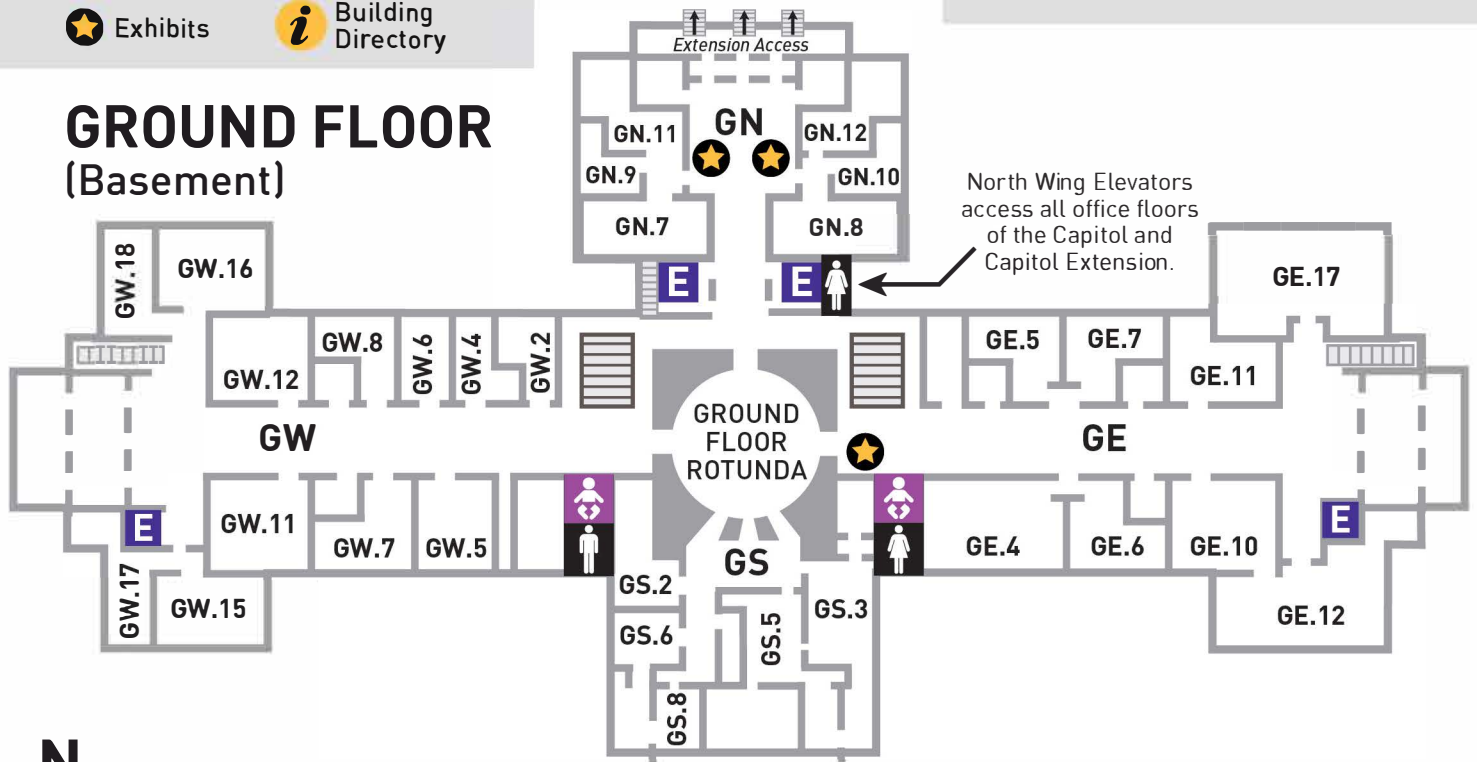 Exhibits
i
Building
Directory
Extension Access
GROUND FLOOR
(Basement)
GN
GN.11
GN.12
GN.9
GN.10
GN.7
GN.8
North Wing Elevators
access all office floors
of the Capitol and
Capitol Extension.
E
E
GW.18
GW.16
GE.17
GW.12
GW.8
GW.6
GW.4
GW.2
GE.5
GE.7
GE.11
GROUND
FLOOR
ROTUNDA
GW
GE
GW.11
GW.7
GW.5
E
GE.4
GE.6
GE.10
E
GS
GW.17
GW.15
GS.2
GS.3
GS.6
GS.5
GE.12
GS.8
N